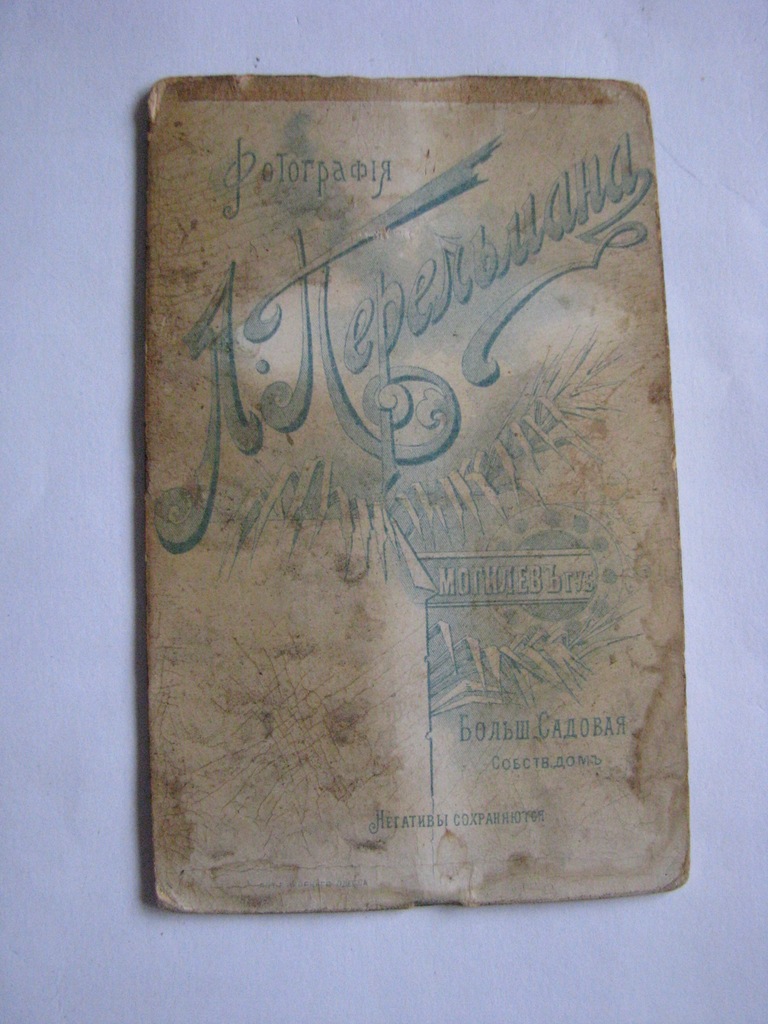 Фотографія
Л. Перельмана
МОГИЛЕВЪ ГУБ
БОЛЬШ. САДОВАЯ
СОБСТВ. ДОМЪ
НЕГАТИВЫ СОХРАНЯЮТСЯ